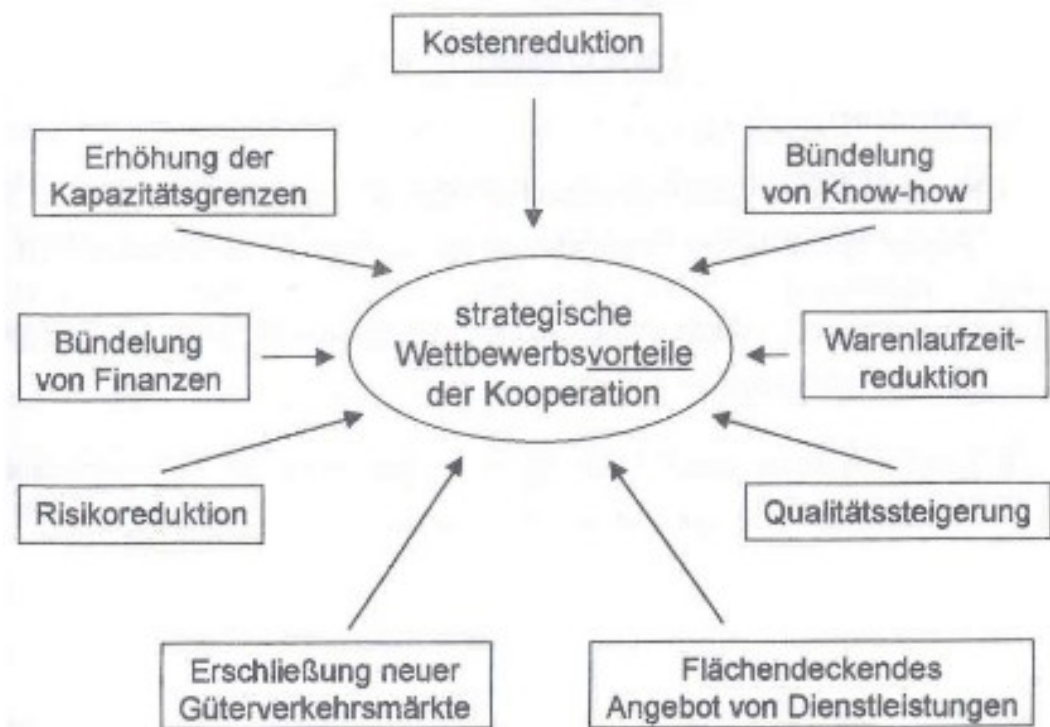 Kostenreduktion
Erhöhung der
Kapazitätsgrenzen
Bündelung
von Know-how
strategische
Wettbewerbsvorteile
der Kooperation
Bündelung
von Finanzen
Warenlaufzeit-
reduktion
Risikoreduktion
Qualitätssteigerung
Erschließung neuer
Güterverkehrsmärkte
Flächendeckendes
Angebot von Dienstleistungen